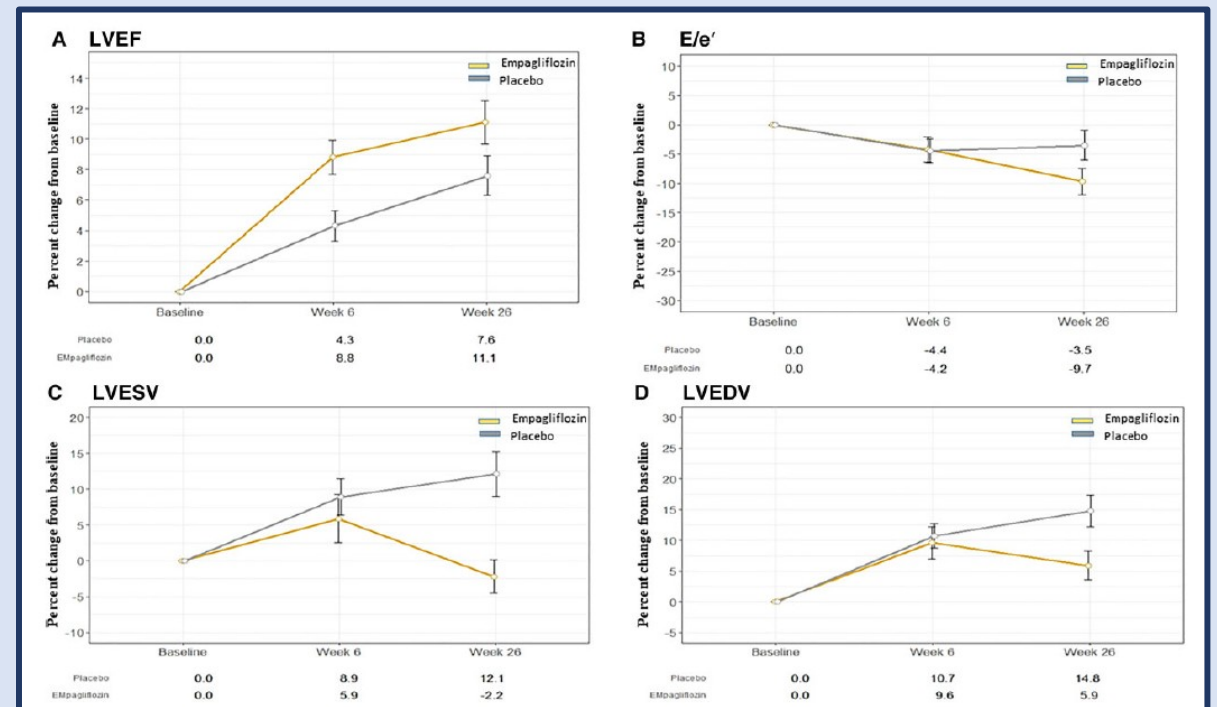 A LVEF
Percent change from baseline
Empagliflozin
Placebo
14
12
10
8
6
4
2
0
Baseline Week 6 Week 26
Placebo 0.0 4.3 7.6
EMpagliflozin 0.0 8.8 11.1
B E/e′
Percent change from baseline
Empagliflozin
Placebo
10
5
0
-5
-10
-15
-20
-25
-30
Baseline Week 6 Week 26
Placebo 0.0 -4.4 -3.5
EMpagliflozin 0.0 -4.2 -9.7
C LVESV
Percent change from baseline
Empagliflozin
Placebo
20
15
10
5
0
-5
-10
Baseline Week 6 Week 26
Placebo 0.0 8.9 12.1
EMpagliflozin 0.0 5.9 -2.2
D LVEDV
Percent change from baseline
Empagliflozin
Placebo
30
25
20
15
10
5
0
-5
Baseline Week 6 Week 26
Placebo 0.0 10.7 14.8
EMpagliflozin 0.0 9.6 5.9